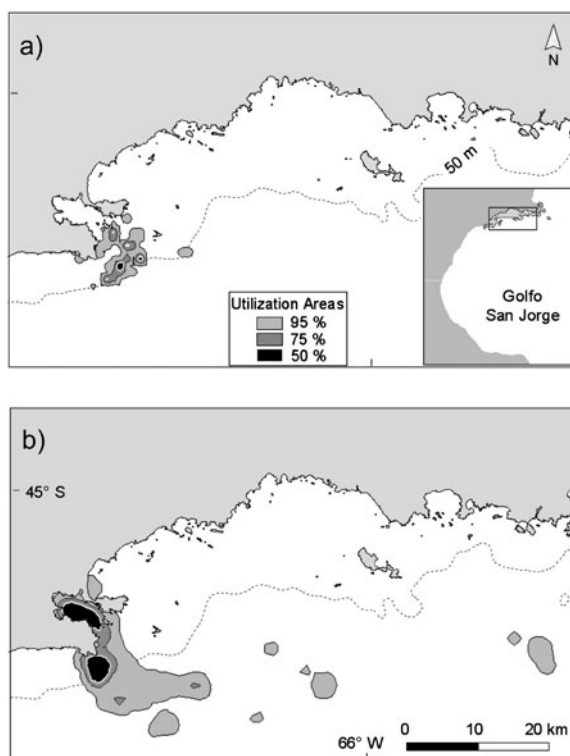 a)
N
50 m
Golfo
San Jorge
Utilization Areas
95 %
75 %
50 %
b)
45° S
66° W
0 10 20 km